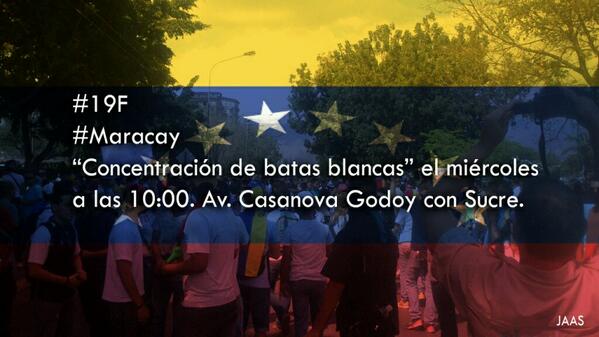 #19F
#Maracay
“Concentración de batas blancas” el miércoles
a las 10:00. Av. Casanova Godoy con Sucre.
JAAS